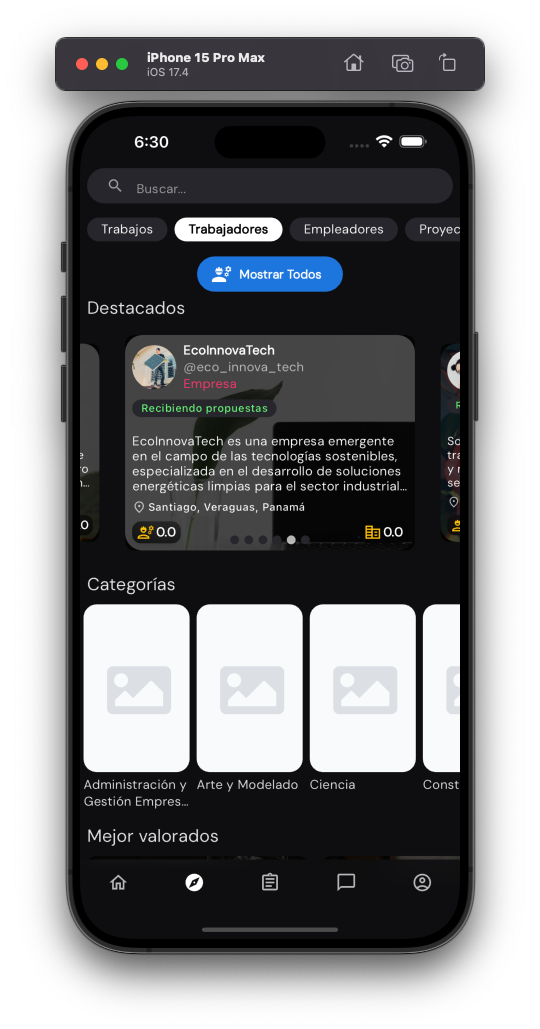 iPhone 15 Pro Max
iOS 17.4
6:30
Buscar...
Trabajos
Trabajadores
Empleadores
Proyec
Mostrar Todos
Destacados
EcoInnovaTech
@eco_innova_tech
Empresa
Recibiendo propuestas
EcoInnovaTech es una empresa emergente
en el campo de las tecnologías sostenibles,
especializada en el desarrollo de soluciones
energéticas limpias para el sector industrial...
Santiago, Veraguas, Panamá
0.0
0.0
Categorías
Administración y
Gestión Empres...
Arte y Modelado
Ciencia
Const
Mejor valorados